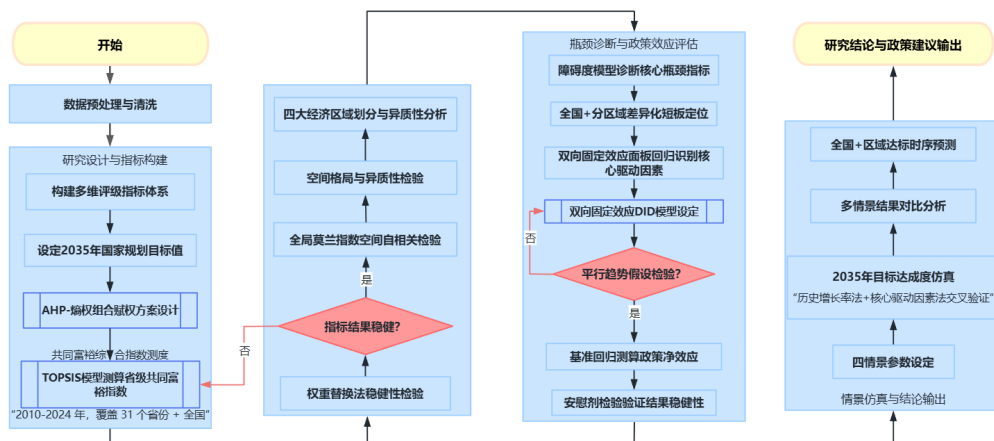 开始
数据预处理与清洗
研究设计与指标构建
构建多维评级指标体系
设定2035年国家规划目标值
AHP-熵权组合赋权方案设计
共同富裕综合指数测度
TOPSIS模型测算省级共同富
裕指数
“2010-2024 年，覆盖 31 个省份 + 全国”
四大经济区域划分与异质性分析
空间格局与异质性检验
全局莫兰指数空间自相关检验
是
指标结果稳健？
否
权重替换法稳健性检验
瓶颈诊断与政策效应评估
障碍度模型诊断核心瓶颈指标
全国+分区域差异化短板定位
双向固定效应面板回归识别核
心驱动因素
双向固定效应DID模型设定
否
平行趋势假设检验？
是
基准回归测算政策净效应
安慰剂检验验证结果稳健性
研究结论与政策建议输出
全国+区域达标时序预测
多情景结果对比分析
2035年目标达成度仿真
“历史增长率法+核心驱动因素法交叉验证”
四情景参数设定
情景仿真与结论输出